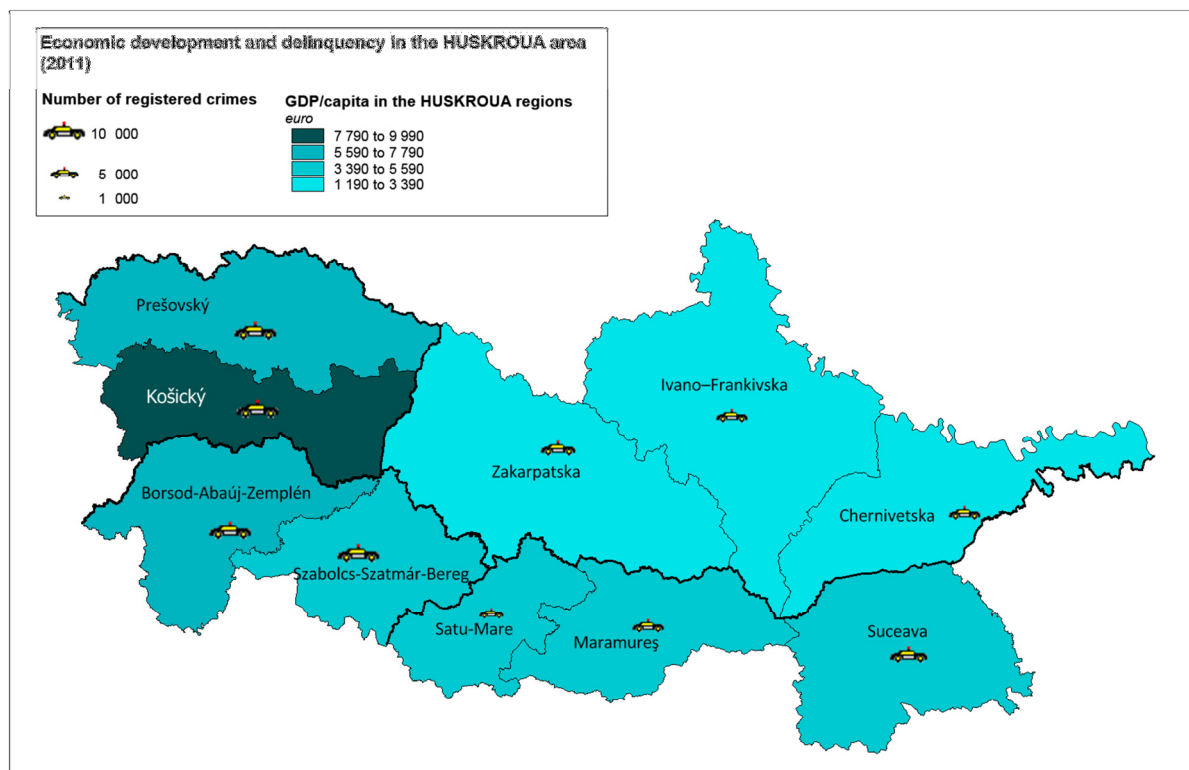 Economic development and delinquency in the HUSKROUA area
(2011)
Number of registered crimes
10 000
5 000
1 000
GDP/capita in the HUSKROUA regions
euro
7 790 to 9 990
5 590 to 7 790
3 390 to 5 590
1 190 to 3 390
Prešovský
Ivano–Frankivska
Košický
Zakarpatska
Borsod-Abaúj-Zemplén
Chernivetska
Szabolcs-Szatmár-Bereg
Satu-Mare
Maramureş
Suceava